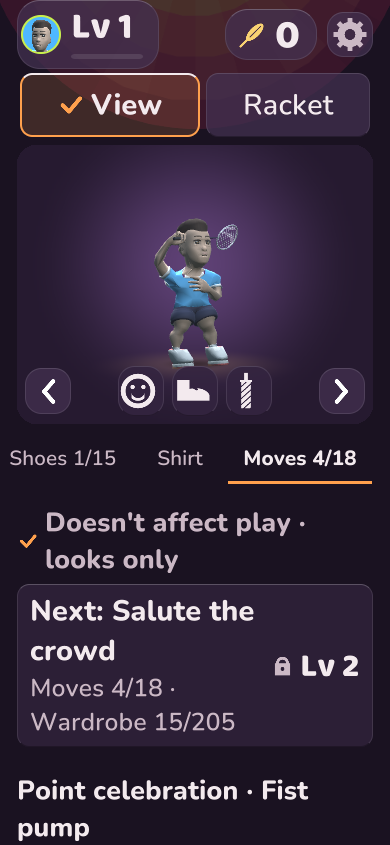 Lv 1
0
View
Racket
Shoes 1/15
Shirt
Moves 4/18
Doesn't affect play ·
looks only
Next: Salute the
crowd
Lv 2
Moves 4/18 ·
Wardrobe 15/205
Point celebration · Fist
pump